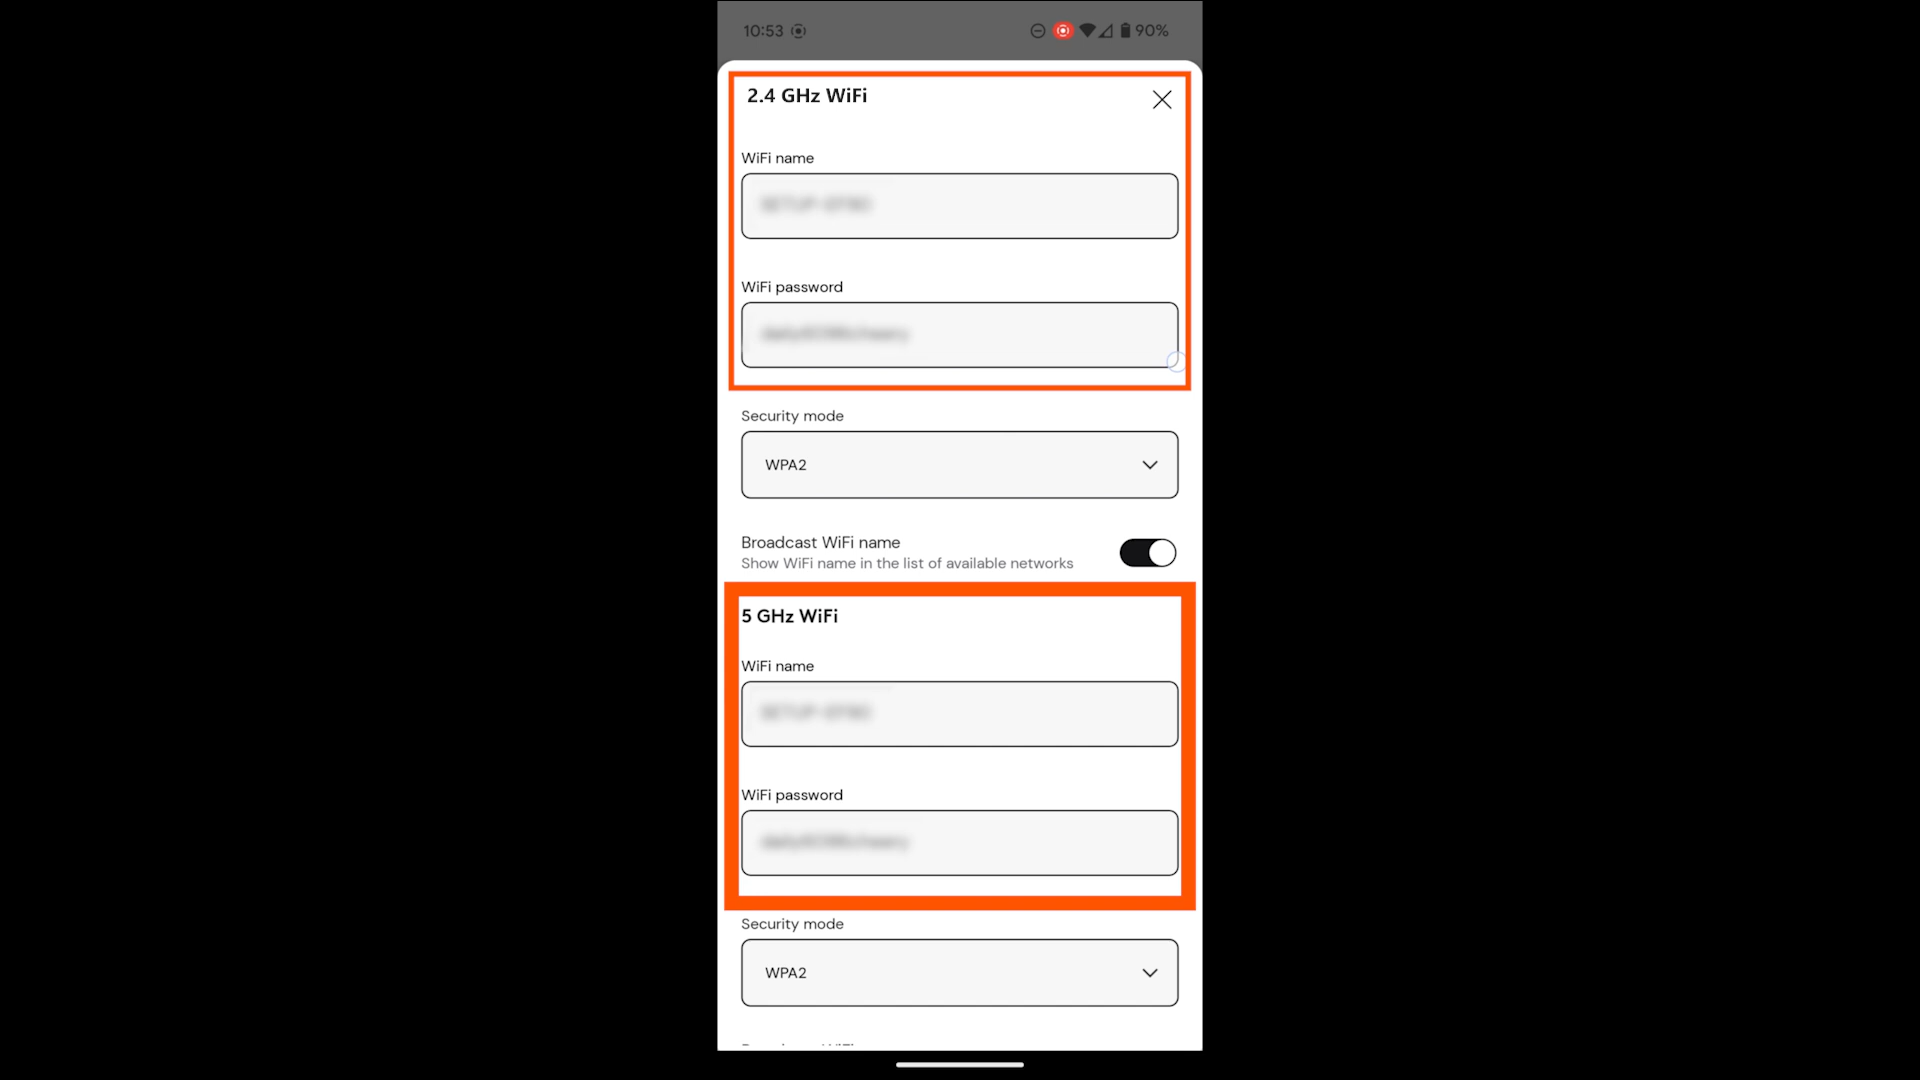 10:53
90%
2.4 GHz WiFi
WiFi name
WiFi password
Security mode
WPA2
Broadcast WiFi name
Show WiFi name in the list of available networks
5 GHz WiFi
WiFi name
WiFi password
Security mode
WPA2